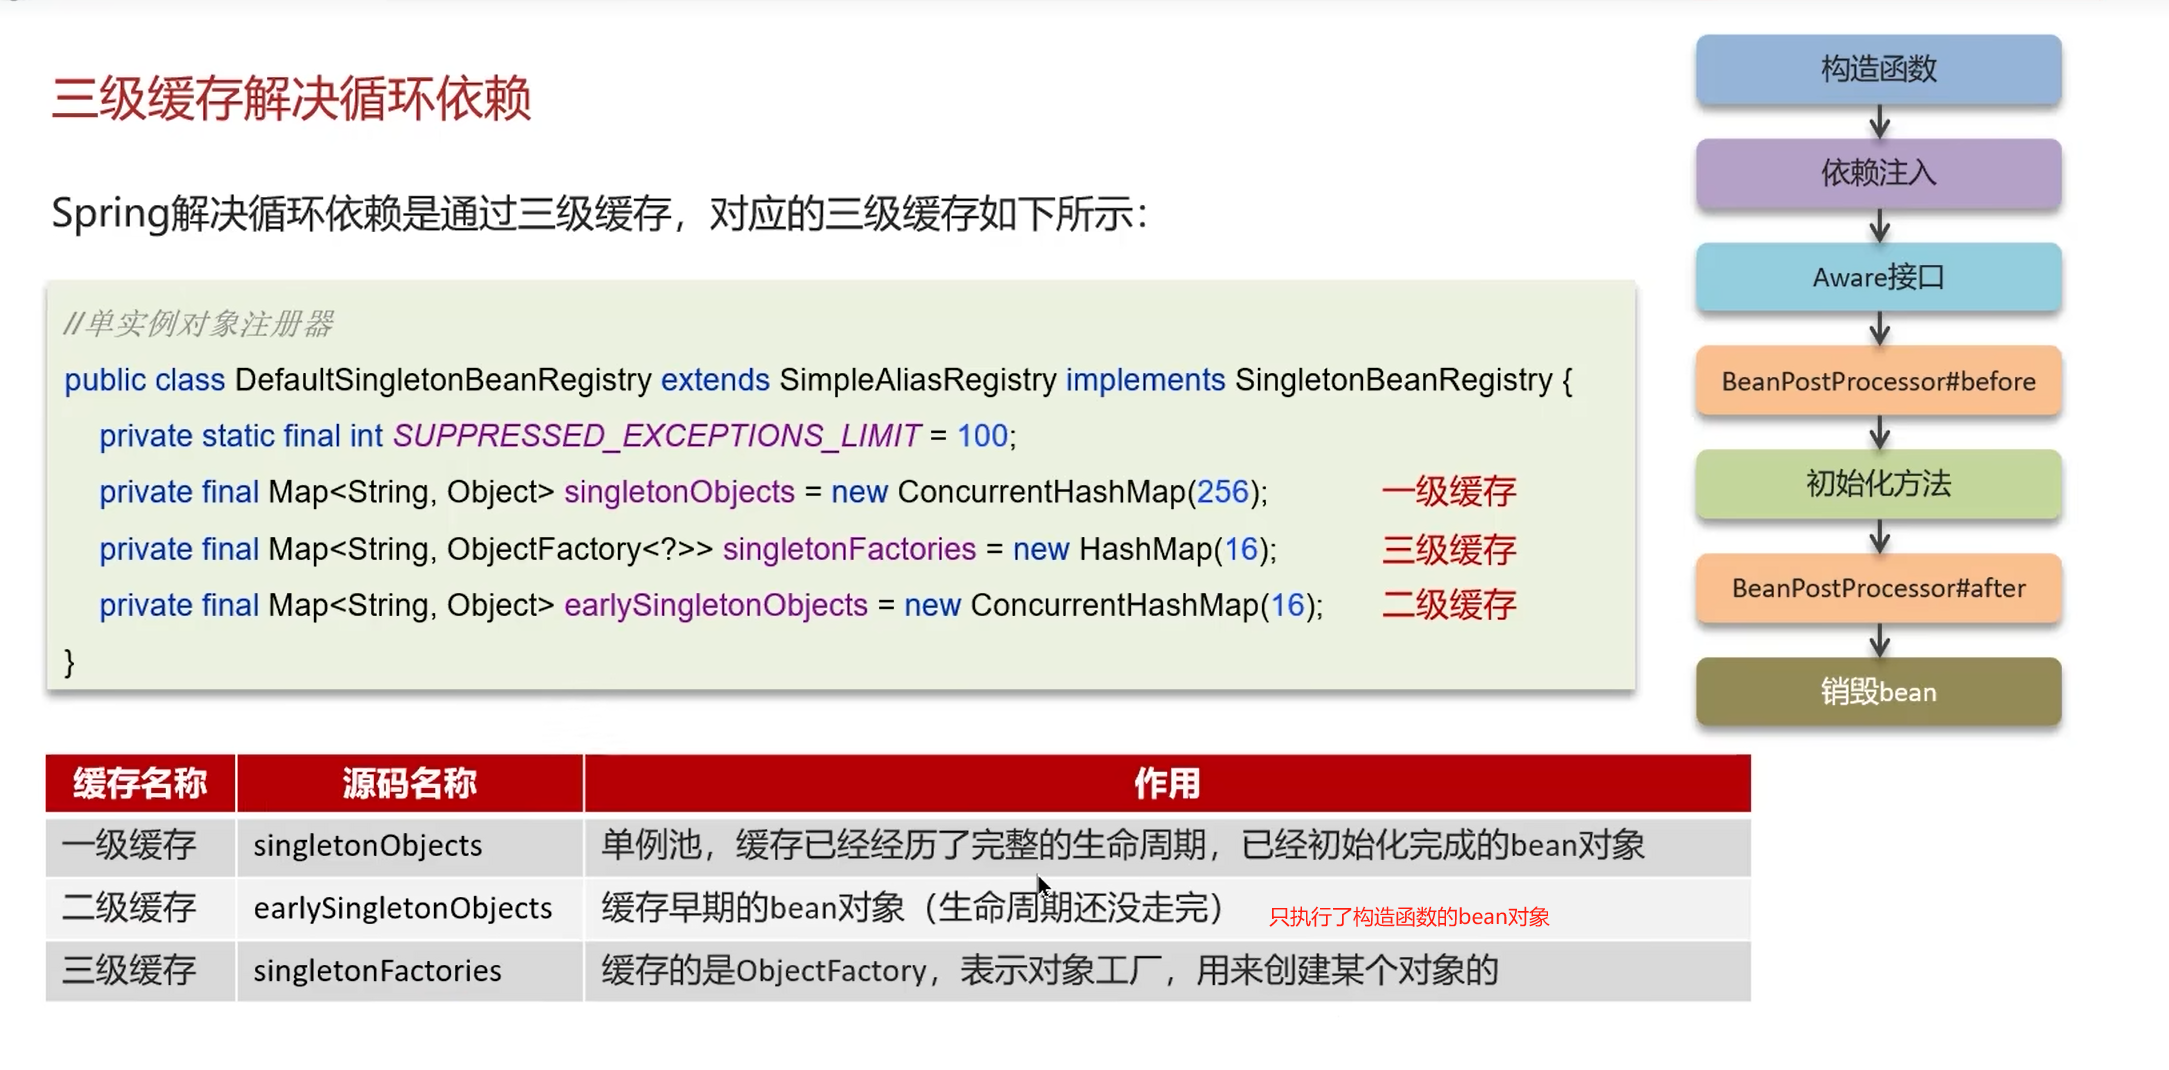 三级缓存解决循环依赖
Spring解决循环依赖是通过三级缓存，对应的三级缓存如下所示：
//单实例对象注册器
public class DefaultSingletonBeanRegistry extends SimpleAliasRegistry implements SingletonBeanRegistry {
private static final int SUPPRESSED_EXCEPTIONS_LIMIT = 100;
private final Map<String, Object> singletonObjects = new ConcurrentHashMap(256); 一级缓存
private final Map<String, ObjectFactory<?>> singletonFactories = new HashMap(16); 三级缓存
private final Map<String, Object> earlySingletonObjects = new ConcurrentHashMap(16); 二级缓存
}
构造函数
依赖注入
Aware接口
BeanPostProcessor#before
初始化方法
BeanPostProcessor#after
销毁bean
缓存名称 源码名称 作用
一级缓存 singletonObjects 单例池，缓存已经经历了完整的生命周期，已经初始化完成的bean对象
二级缓存 earlySingletonObjects 缓存早期的bean对象（生命周期还没走完） 只执行了构造函数的bean对象
三级缓存 singletonFactories 缓存的是ObjectFactory，表示对象工厂，用来创建某个对象的